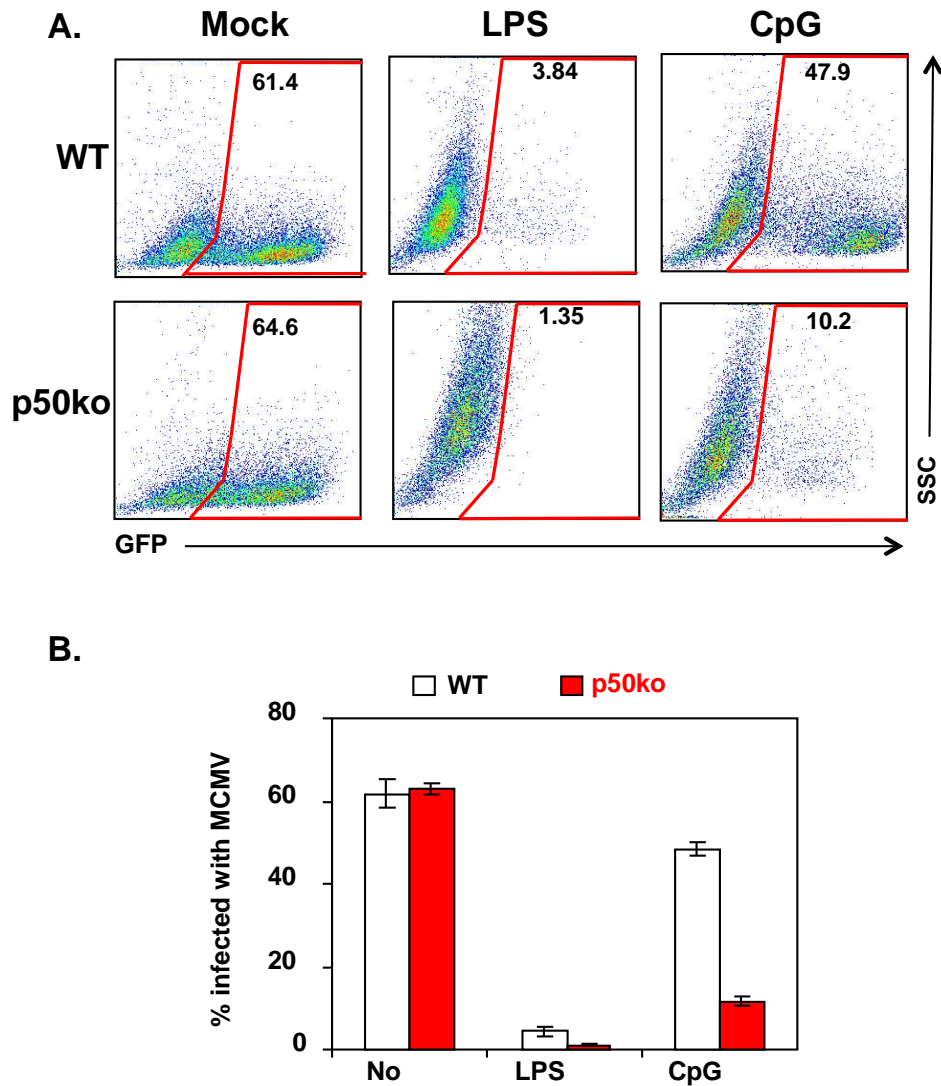 A.
Mock LPS CpG
WT
61.4
3.84
47.9
p50ko
64.6
1.35
10.2
SSC
GFP
B.
WT p50ko
% infected with MCMV
80
60
40
20
0
No LPS CpG